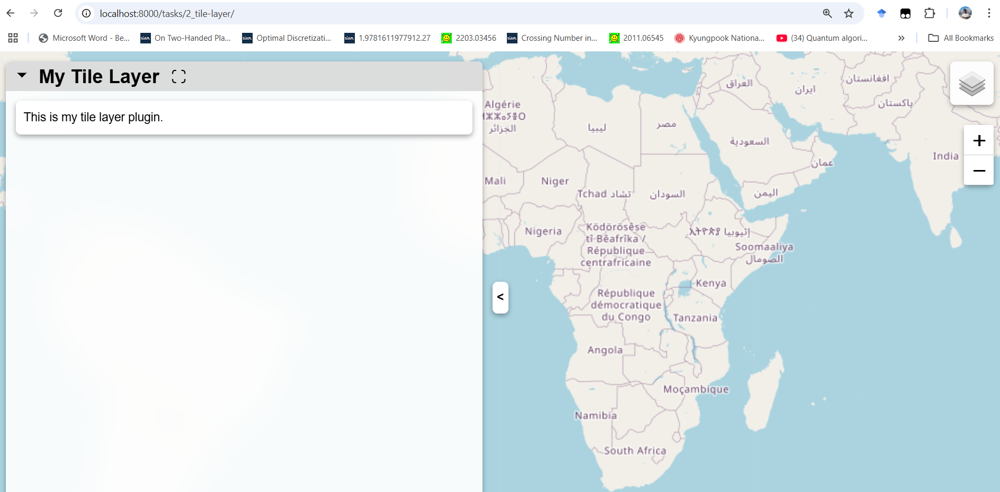 localhost:8000/tasks/2_tile-layer/
Microsoft Word - Be...
On Two-Handed Pla...
Optimal Discretizati...
1.9781611977912.27
2203.03456
Crossing Number in...
2011.06545
Kyungpook Nationa...
(34) Quantum algori...
»
All Bookmarks
My Tile Layer
This is my tile layer plugin.
<
+
−
العراق
ايران
افغانستان
پاکستان
Algérie
الجزائر
ليبيا
مصر
السعودية
عمان
India
Mali
Niger
Tchad تشاد
السودان
اليمن
Nigeria
Ködörösêse
tî Bêafrîka /
République
centrafricaine
إثيوبيا
Soomaaliya
الصومال
Kenya
République
démocratique
du Congo
Tanzania
Angola
Moçambique
Namibia
South Africa